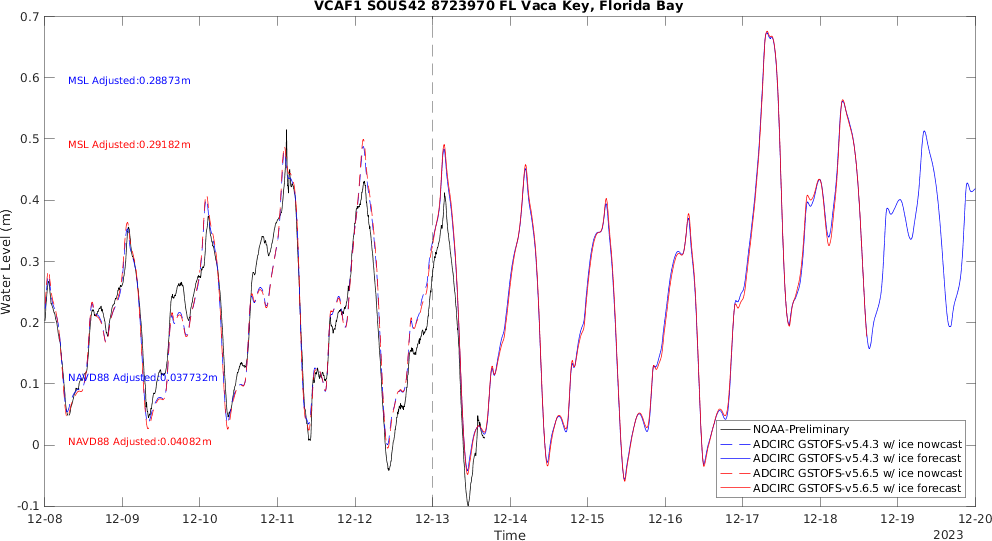 VCAF1 SOUS42 8723970 FL Vaca Key, Florida Bay
Water Level (m)
0.7
0.6
0.5
0.4
0.3
0.2
0.1
0
-0.1
MSL Adjusted:0.28873m
MSL Adjusted:0.29182m
NAVD88 Adjusted:0.037732m
NAVD88 Adjusted:0.04082m
NOAA-Preliminary
ADCIRC GSTOFS-v5.4.3 w/ ice nowcast
ADCIRC GSTOFS-v5.4.3 w/ ice forecast
ADCIRC GSTOFS-v5.6.5 w/ ice nowcast
ADCIRC GSTOFS-v5.6.5 w/ ice forecast
12-08 12-09 12-10 12-11 12-12 12-13 12-14 12-15 12-16 12-17 12-18 12-19 12-20
Time
2023